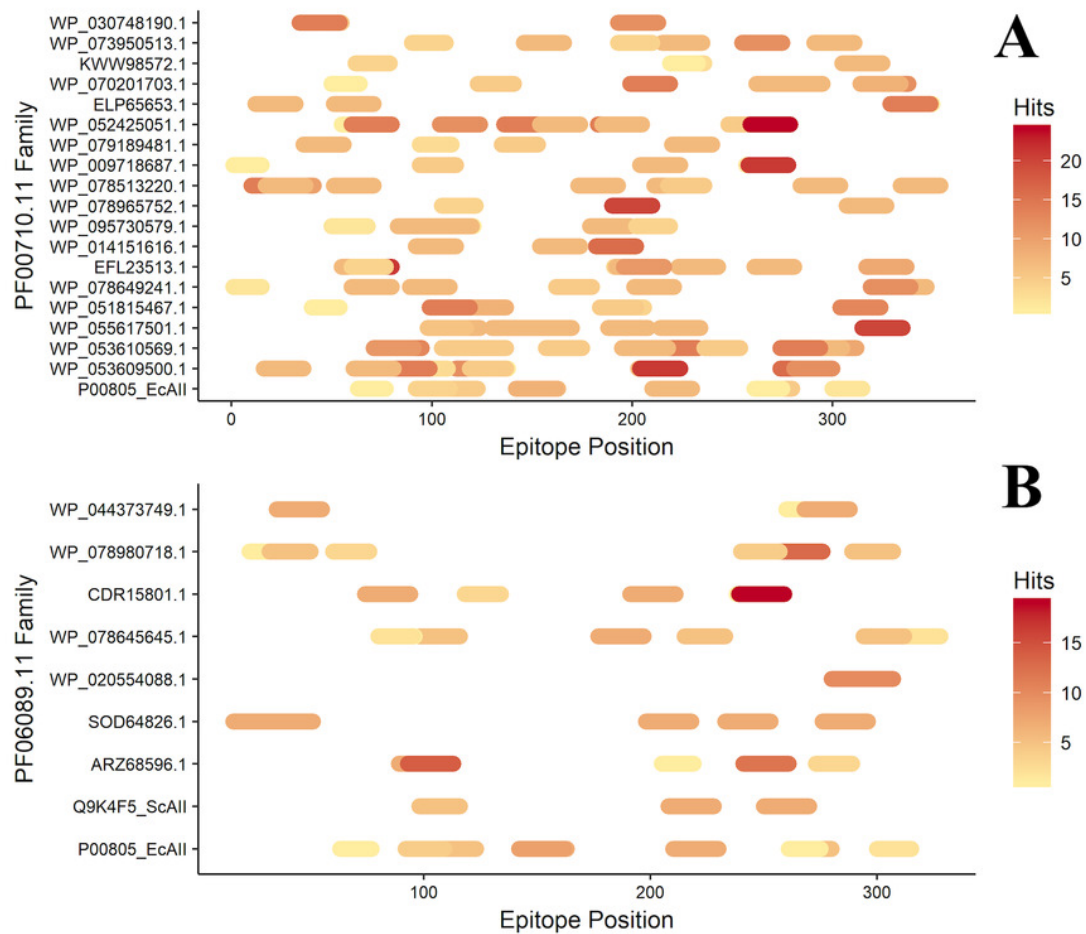 A
PF00710.11 Family
WP_030748190.1
WP_073950513.1
KWW98572.1
WP_070201703.1
ELP65653.1
WP_052425051.1
WP_079189481.1
WP_009718687.1
WP_078513220.1
WP_078965752.1
WP_095730579.1
WP_014151616.1
EFL23513.1
WP_078649241.1
WP_051815467.1
WP_055617501.1
WP_053610569.1
WP_053609500.1
P00805_EcAII
0 100 200 300
Epitope Position
Hits
20
15
10
5
B
PF06089.11 Family
WP_044373749.1
WP_078980718.1
CDR15801.1
WP_078645645.1
WP_020554088.1
SOD64826.1
ARZ68596.1
Q9K4F5_ScAII
P00805_EcAII
100 200 300
Epitope Position
Hits
15
10
5